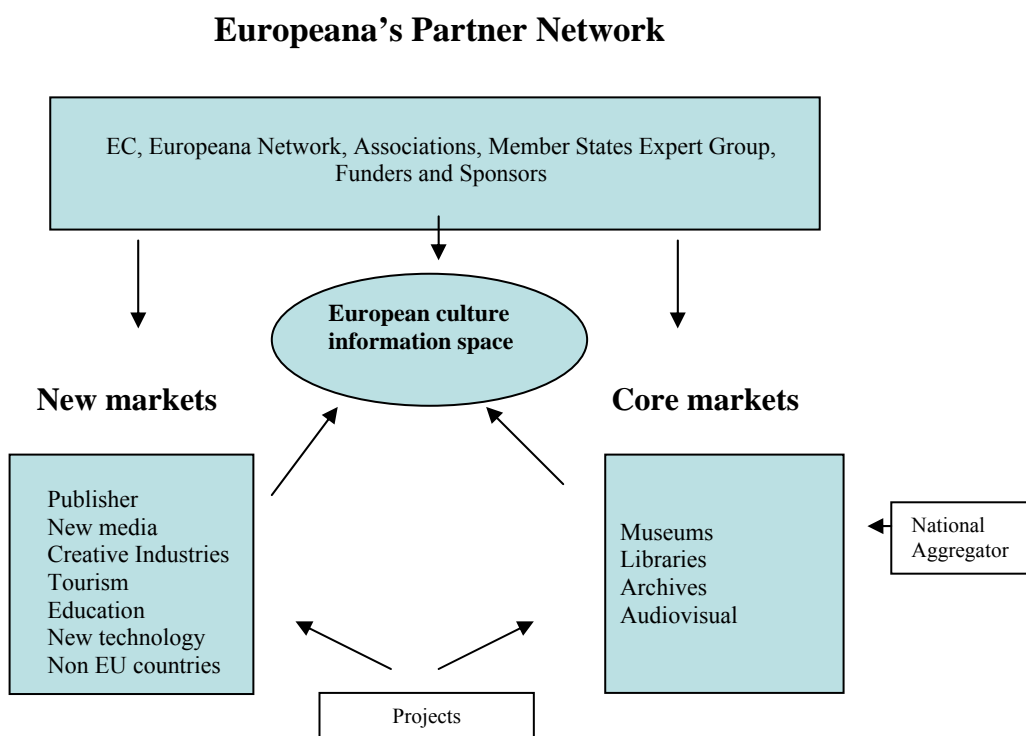 Europeana's Partner Network
EC, Europeana Network, Associations, Member States Expert Group,
Funders and Sponsors
European culture
information space
New markets
Core markets
Publisher
New media
Creative Industries
Tourism
Education
New technology
Non EU countries
Museums
Libraries
Archives
Audiovisual
National
Aggregator
Projects